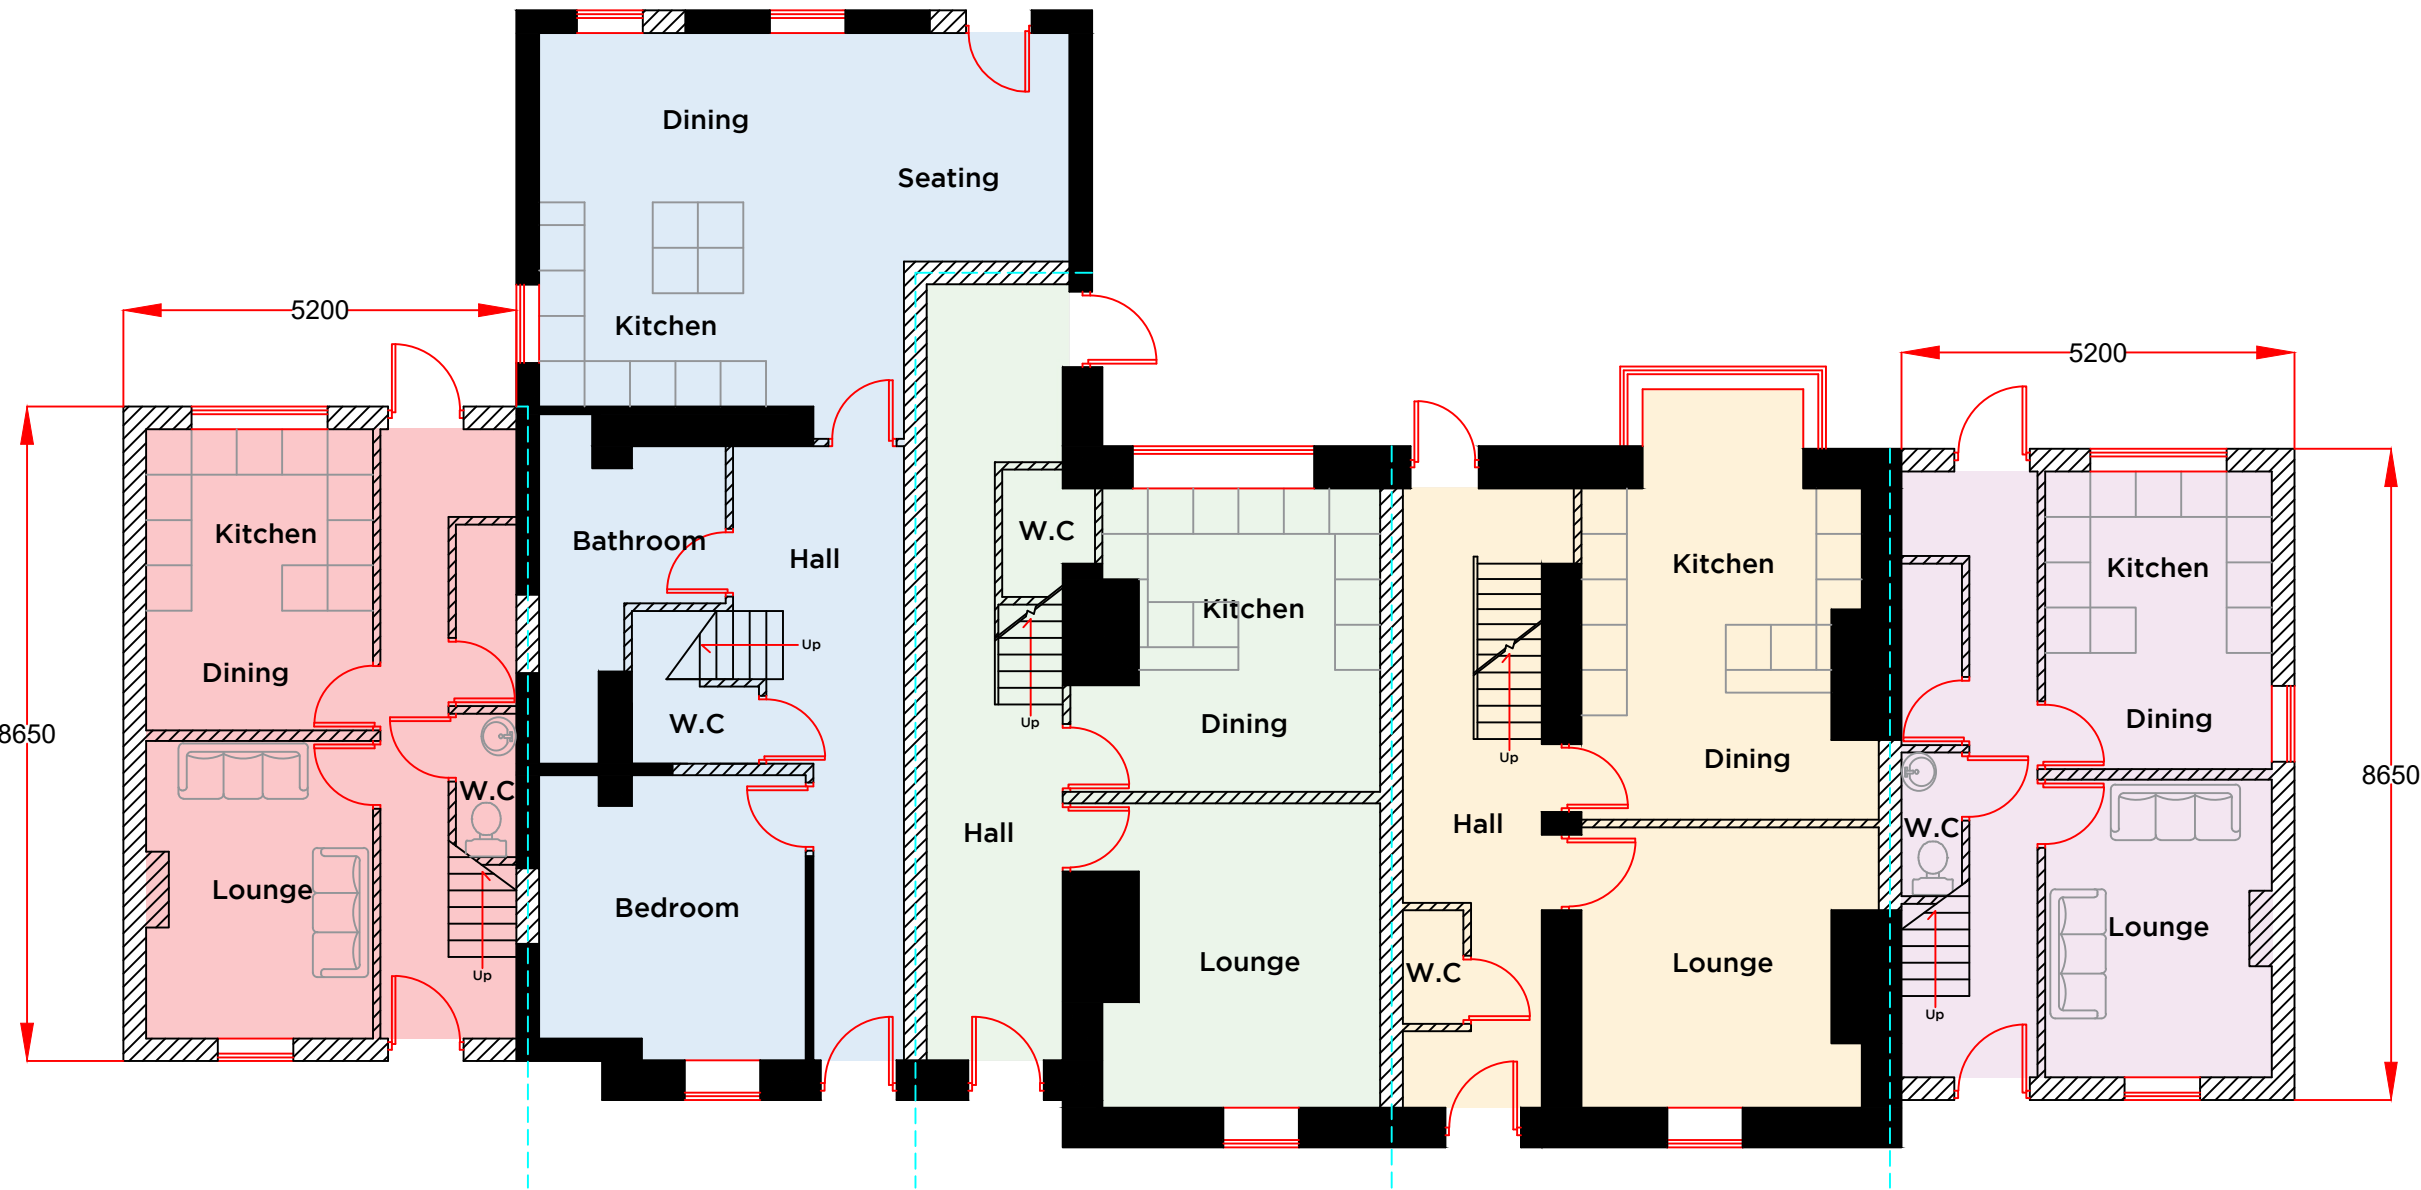 Dining
Seating
Kitchen
5200
8650
Kitchen
Dining
Lounge
W.C
Up
Bathroom
Hall
Up
W.C
Bedroom
W.C
Up
Hall
Kitchen
Dining
Lounge
Up
Hall
W.C
Kitchen
Dining
Lounge
5200
8650
Kitchen
Dining
W.C
Lounge
Up